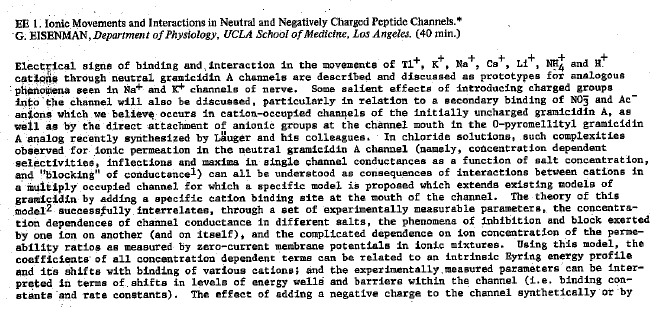 EE 1. Ionic Movements and Interactions in Neutral and Negatively Charged Peptide Channels.*
G. EISENMAN, Department of Physiology, UCLA School of Medicine, Los Angeles. (40 min.)
Electrical signs of binding and interaction in the movements of Tl⁺, K⁺, Na⁺, Cs⁺, Li⁺, NH₄⁺ and H⁺
cations through neutral gramicidin A channels are described and discussed as prototypes for analogous
phenomena seen in Na⁺ and K⁺ channels of nerve. Some salient effects of introducing charged groups
into the channel will also be discussed, particularly in relation to a secondary binding of NO₃⁻ and Ac⁻
anions which we believe occurs in cation-occupied channels of the initially uncharged gramicidin A, as
well as by the direct attachment of anionic groups at the channel mouth in the O-pyromellityl gramicidin
A analog recently synthesized by Läuger and his colleagues. In chloride solutions, such complexities
observed for ionic permeation in the neutral gramicidin A channel (namely, concentration dependent
selectivities, inflections and maxima in single channel conductances as a function of salt concentration,
and "blocking" of conductance¹) can all be understood as consequences of interactions between cations in
a multiply occupied channel for which a specific model is proposed which extends existing models of
gramicidin by adding a specific cation binding site at the mouth of the channel. The theory of this
model² successfully interrelates, through a set of experimentally measurable parameters, the concentra-
tion dependences of channel conductance in different salts, the phenomena of inhibition and block exerted
by one ion on another (and on itself), and the complicated dependence on ion concentration of the perme-
ability ratios as measured by zero-current membrane potentials in ionic mixtures. Using this model, the
coefficients of all concentration dependent terms can be related to an intrinsic Eyring energy profile
and its shifts with binding of various cations; and the experimentally measured parameters can be inter-
preted in terms of shifts in levels of energy wells and barriers within the channel (i.e. binding con-
stants and rate constants). The effect of adding a negative charge to the channel synthetically or by